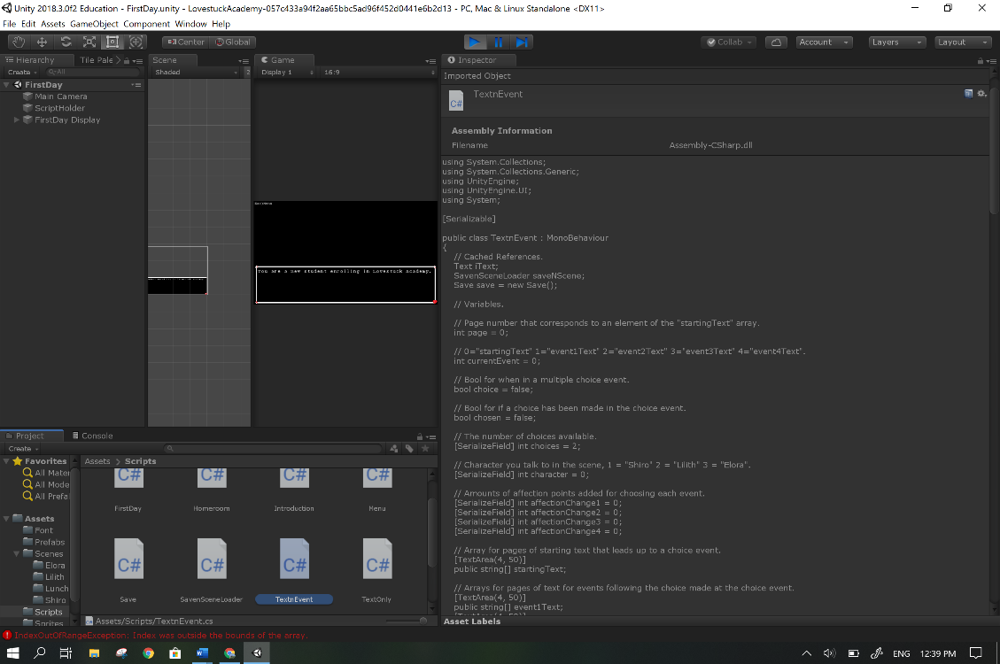 Unity 2018.3.0f2 Education - FirstDay.unity - LovestuckAcademy-057c433a94f2aa65bbc5ad96f452d0441e6b2d13 - PC, Mac & Linux Standalone <DX11>
File Edit Assets GameObject Component Window Help
Center Global Collab Account Layers Layout
Hierarchy Tile Pale
Create All
FirstDay
Main Camera
ScriptHolder
FirstDay Display
Scene
Shaded 2
Game
Display 1 16:9
You are a new student enrolling in Lovestuck Academy.
Inspector
Imported Object
C# TextnEvent
Assembly Information
Filename Assembly-CSharp.dll
using System.Collections;
using System.Collections.Generic;
using UnityEngine;
using UnityEngine.UI;
using System;
[Serializable]
public class TextnEvent : MonoBehaviour
{
// Cached References.
Text iText;
SavenSceneLoader saveNScene;
Save save = new Save();
// Variables.
// Page number that corresponds to an element of the "startingText" array.
int page = 0;
// 0="startingText" 1="event1Text" 2="event2Text" 3="event3Text" 4="event4Text".
int currentEvent = 0;
// Bool for when in a multiple choice event.
bool choice = false;
// Bool for if a choice has been made in the choice event.
bool chosen = false;
// The number of choices available.
[SerializeField] int choices = 2;
// Character you talk to in the scene, 1 = "Shiro" 2 = "Lilith" 3 = "Elora".
[SerializeField] int character = 0;
// Amounts of affection points added for choosing each event.
[SerializeField] int affectionChange1 = 0;
[SerializeField] int affectionChange2 = 0;
[SerializeField] int affectionChange3 = 0;
[SerializeField] int affectionChange4 = 0;
// Array for pages of starting text that leads up to a choice event.
[TextArea(4, 50)]
public string[] startingText;
// Arrays for pages of text for events following the choice made at the choice event.
[TextArea(4, 50)]
public string[] event1Text;
[TextArea(4, 50)]
Asset Labels
Project Console
Create
Favorites
All Mater
All Mode
All Prefa
Assets
Font
Prefabs
Scenes
Elora
Lilith
Lunch
Shiro
Scripts
Sprites
Assets > Scripts
C# C# C# C#
FirstDay Homeroom Introduction Menu
C# C# C# C#
Save SavenSceneLoader TextnEvent TextOnly
Assets/Scripts/TextnEvent.cs
IndexOutOfRangeException: Index was outside the bounds of the array.
W ENG 12:39 PM